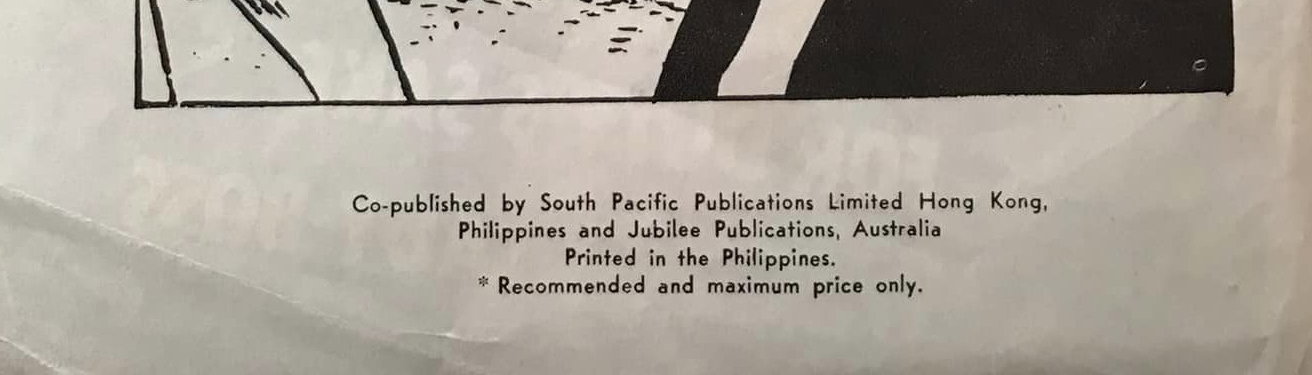 Co-published by South Pacific Publications Limited Hong Kong,
Philippines and Jubilee Publications, Australia
Printed in the Philippines.
* Recommended and maximum price only.